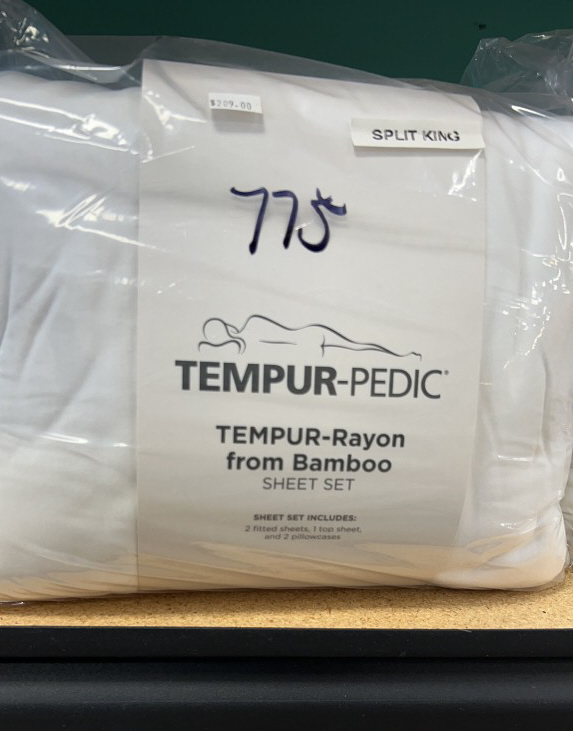 $209.00
SPLIT KING
775
TEMPUR-PEDIC®
TEMPUR-Rayon
from Bamboo
SHEET SET
SHEET SET INCLUDES:
2 fitted sheets, 1 top sheet,
and 2 pillowcases